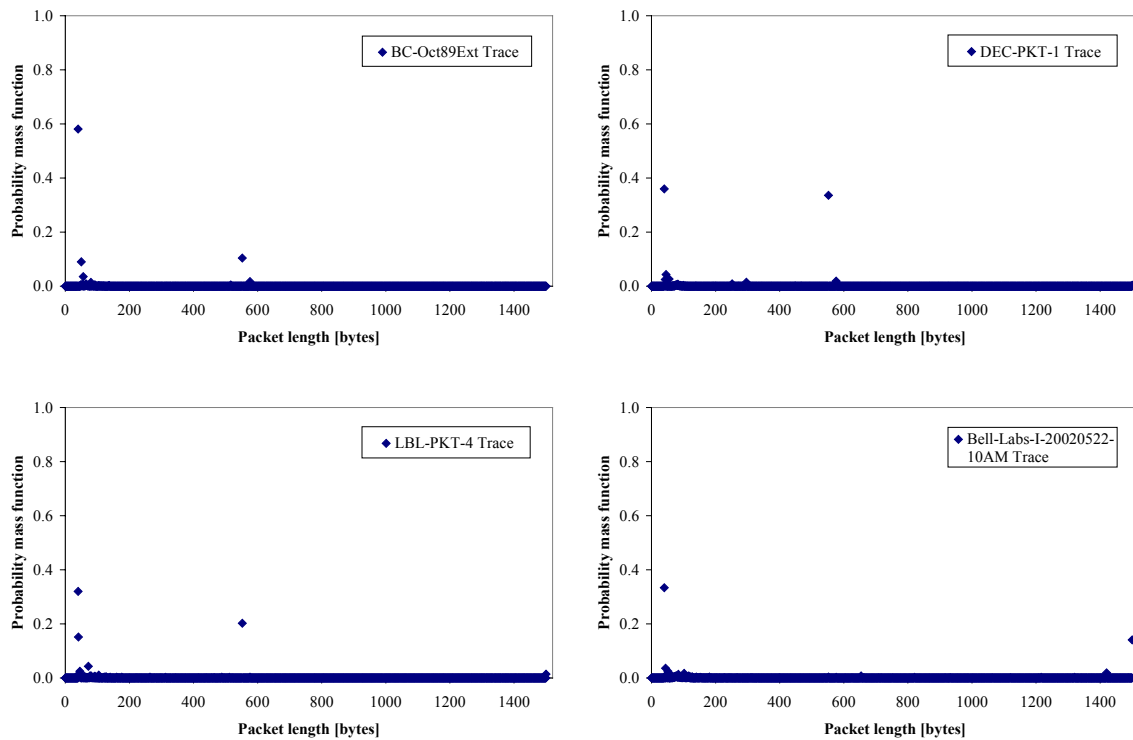 1.0
0.8
0.6
0.4
0.2
0.0
Probability mass function
BC-Oct89Ext Trace
0 200 400 600 800 1000 1200 1400
Packet length [bytes]
1.0
0.8
0.6
0.4
0.2
0.0
Probability mass function
DEC-PKT-1 Trace
0 200 400 600 800 1000 1200 1400
Packet length [bytes]
1.0
0.8
0.6
0.4
0.2
0.0
Probability mass function
LBL-PKT-4 Trace
0 200 400 600 800 1000 1200 1400
Packet length [bytes]
1.0
0.8
0.6
0.4
0.2
0.0
Probability mass function
Bell-Labs-I-20020522-
10AM Trace
0 200 400 600 800 1000 1200 1400
Packet length [bytes]